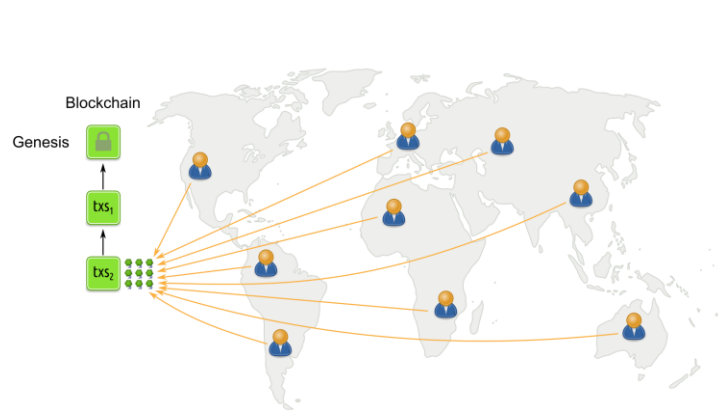 Blockchain
Genesis
txs₁
txs₂